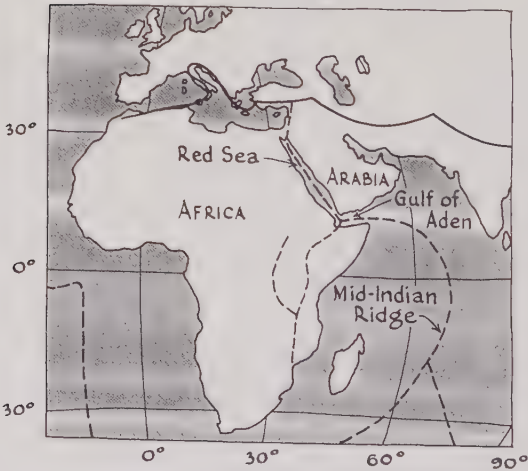 30°
Red Sea
ARABIA
AFRICA
Gulf of
Aden
0°
Mid-Indian
Ridge
30°
0°
30°
60°
90°